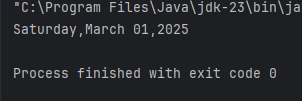 "C:\Program Files\Java\jdk-23\bin\ja
Saturday,March 01,2025
Process finished with exit code 0